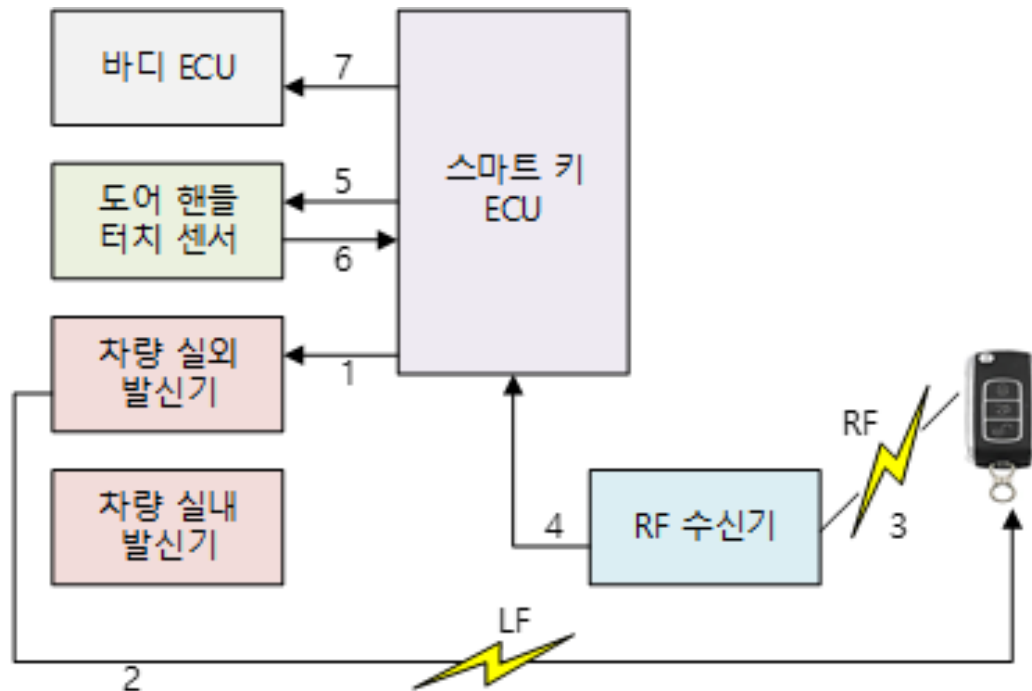 바디 ECU
7
스마트 키
ECU
도어 핸들
터치 센서
5
6
차량 실외
발신기
1
RF
차량 실내
발신기
4
RF 수신기
3
LF
2